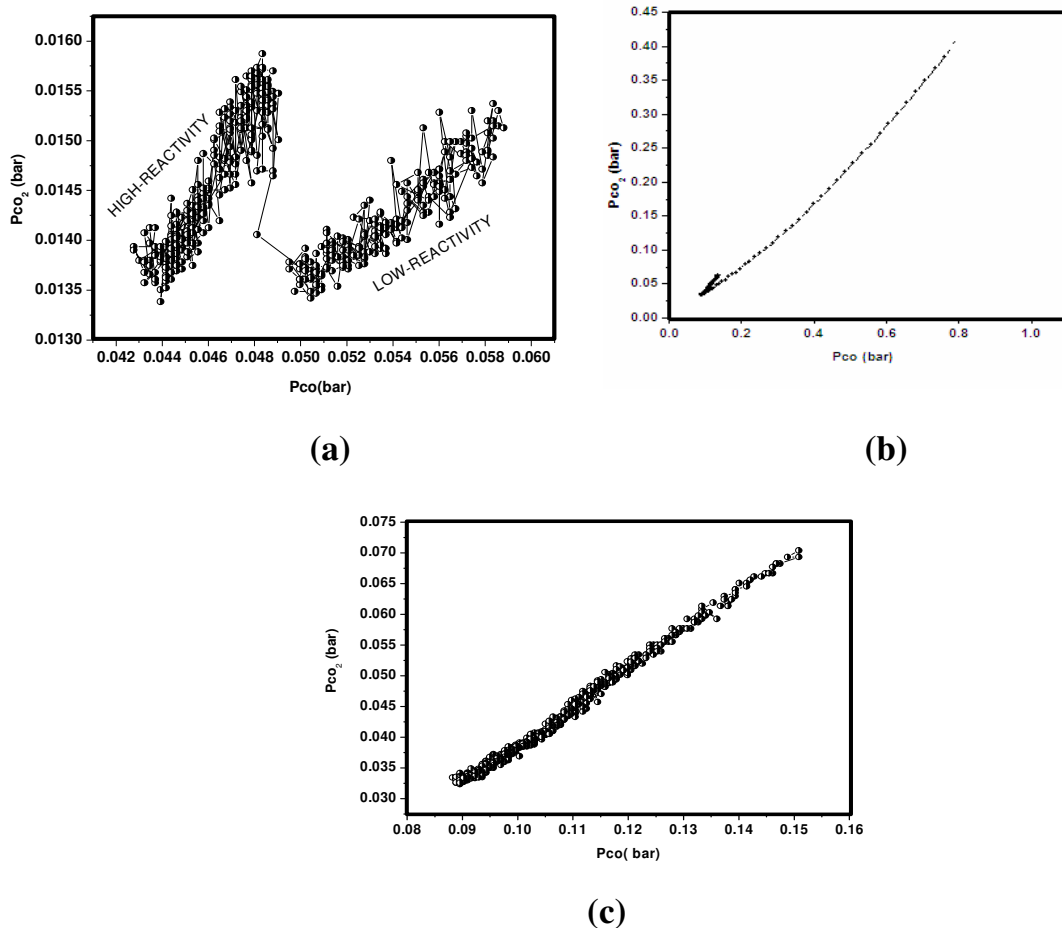 0.0160
0.0155
0.0150
0.0145
0.0140
0.0135
0.0130
Pco₂ (bar)
HIGH-REACTIVITY
LOW-REACTIVITY
0.042 0.044 0.046 0.048 0.050 0.052 0.054 0.056 0.058 0.060
Pco(bar)
(a)
0.45
0.40
0.35
0.30
0.25
0.20
0.15
0.10
0.05
0.00
Pco₂ (bar)
0.0 0.2 0.4 0.6 0.8 1.0
Pco (bar)
(b)
0.075
0.070
0.065
0.060
0.055
0.050
0.045
0.040
0.035
0.030
Pco₂ (bar)
0.08 0.09 0.10 0.11 0.12 0.13 0.14 0.15 0.16
Pco( bar)
(c)